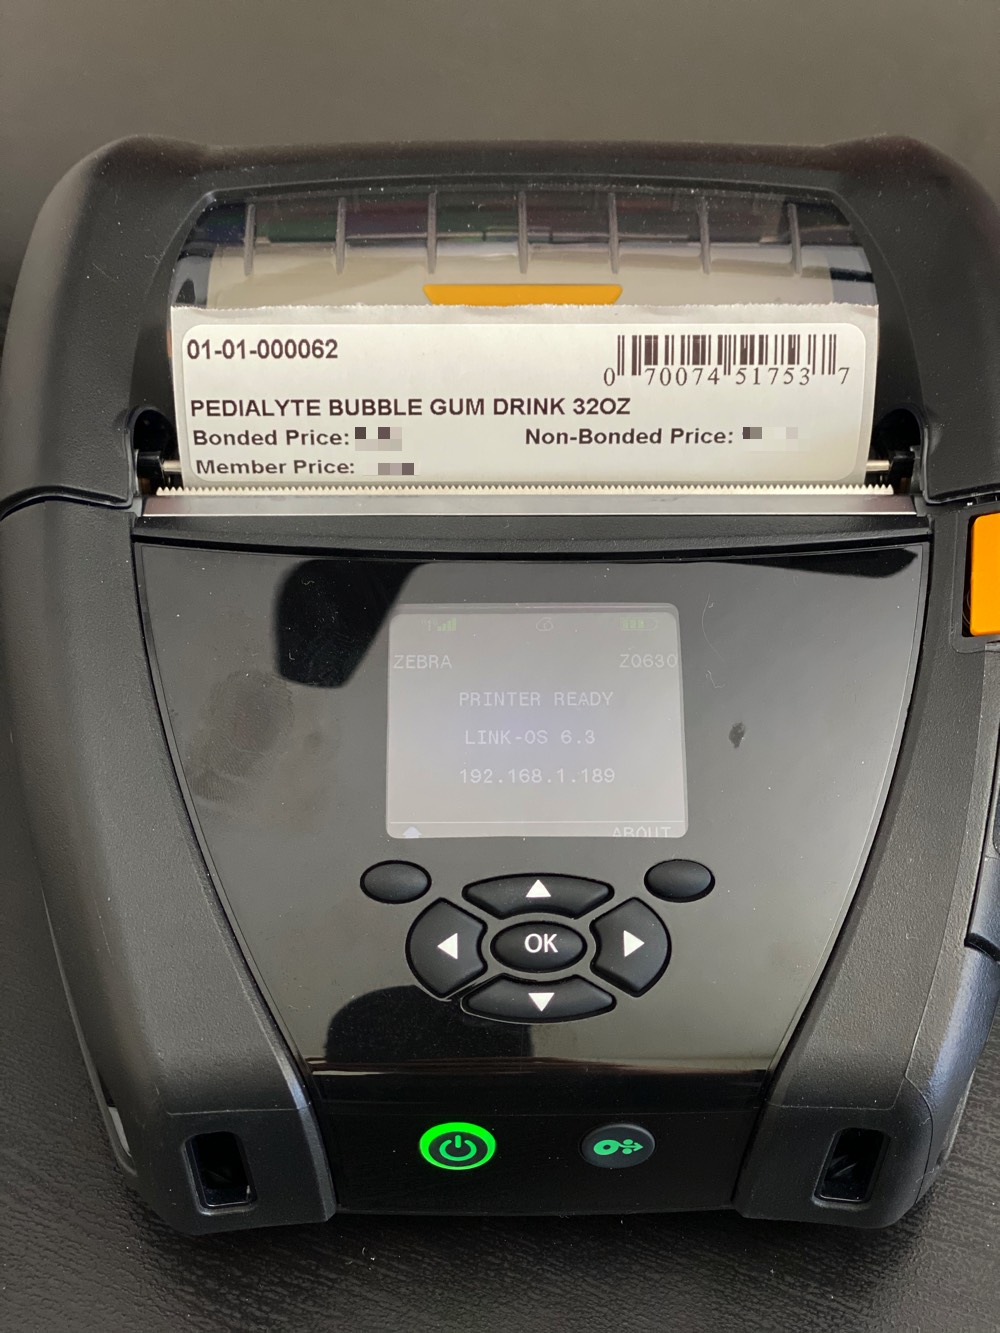 01-01-000062
0 70074 51753 7
PEDIALYTE BUBBLE GUM DRINK 32OZ
Bonded Price: Non-Bonded Price:
Member Price:
ZEBRA ZQ630
PRINTER READY
LINK-OS 6.3
192.168.1.189
ABOUT
OK